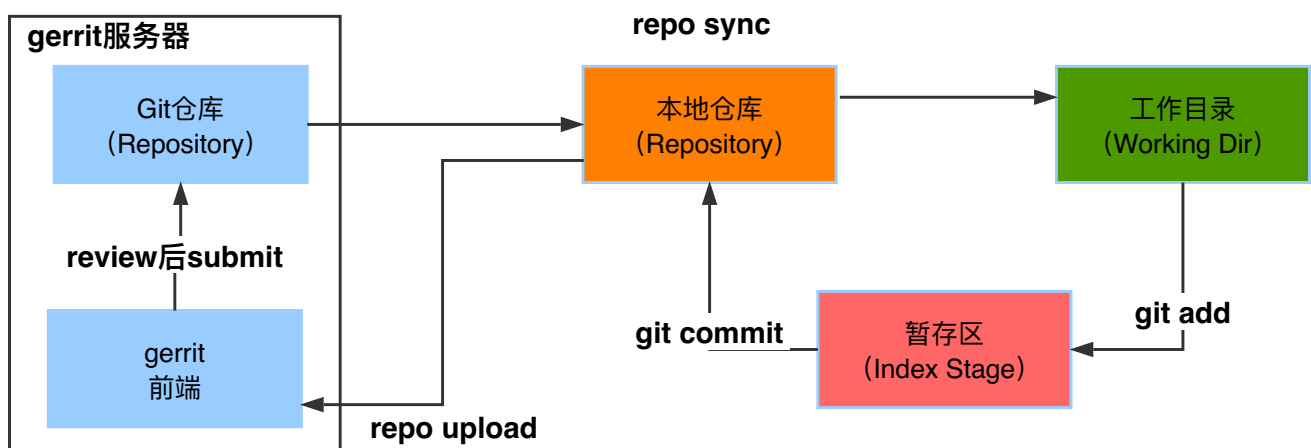 repo sync
gerrit服务器
Git仓库
（Repository）
本地仓库
（Repository）
工作目录
（Working Dir）
review后submit
git commit
暂存区
（Index Stage）
git add
gerrit
前端
repo upload